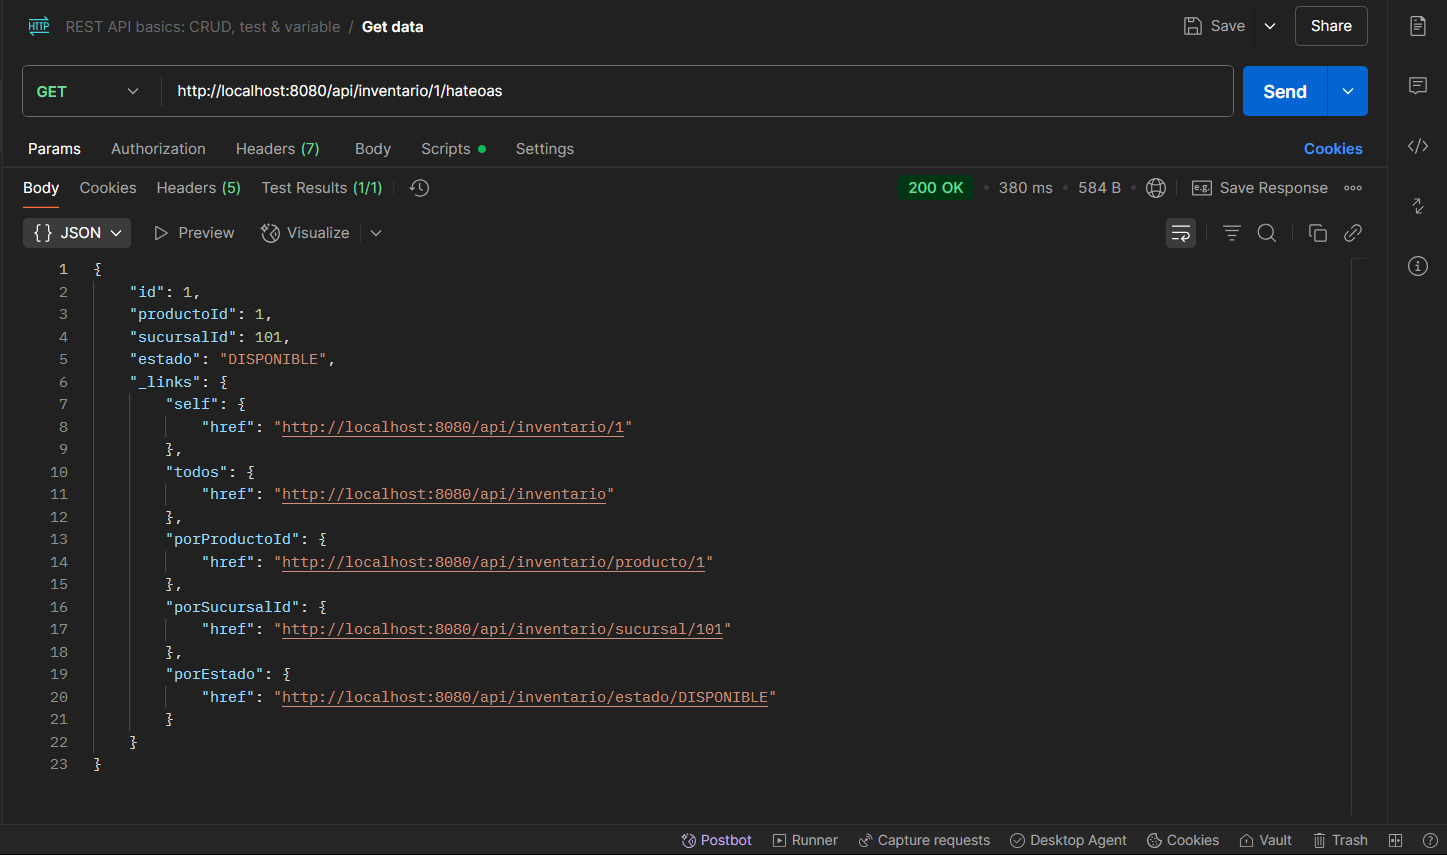 HTTP REST API basics: CRUD, test & variable / Get data Save Share
GET http://localhost:8080/api/inventario/1/hateoas Send
Params Authorization Headers (7) Body Scripts Settings Cookies
Body Cookies Headers (5) Test Results (1/1) 200 OK 380 ms 584 B e.g. Save Response
{} JSON Preview Visualize
1 {
2 "id": 1,
3 "productoId": 1,
4 "sucursalId": 101,
5 "estado": "DISPONIBLE",
6 "_links": {
7 "self": {
8 "href": "http://localhost:8080/api/inventario/1"
9 },
10 "todos": {
11 "href": "http://localhost:8080/api/inventario"
12 },
13 "porProductoId": {
14 "href": "http://localhost:8080/api/inventario/producto/1"
15 },
16 "porSucursalId": {
17 "href": "http://localhost:8080/api/inventario/sucursal/101"
18 },
19 "porEstado": {
20 "href": "http://localhost:8080/api/inventario/estado/DISPONIBLE"
21 }
22 }
23 }
Postbot Runner Capture requests Desktop Agent Cookies Vault Trash